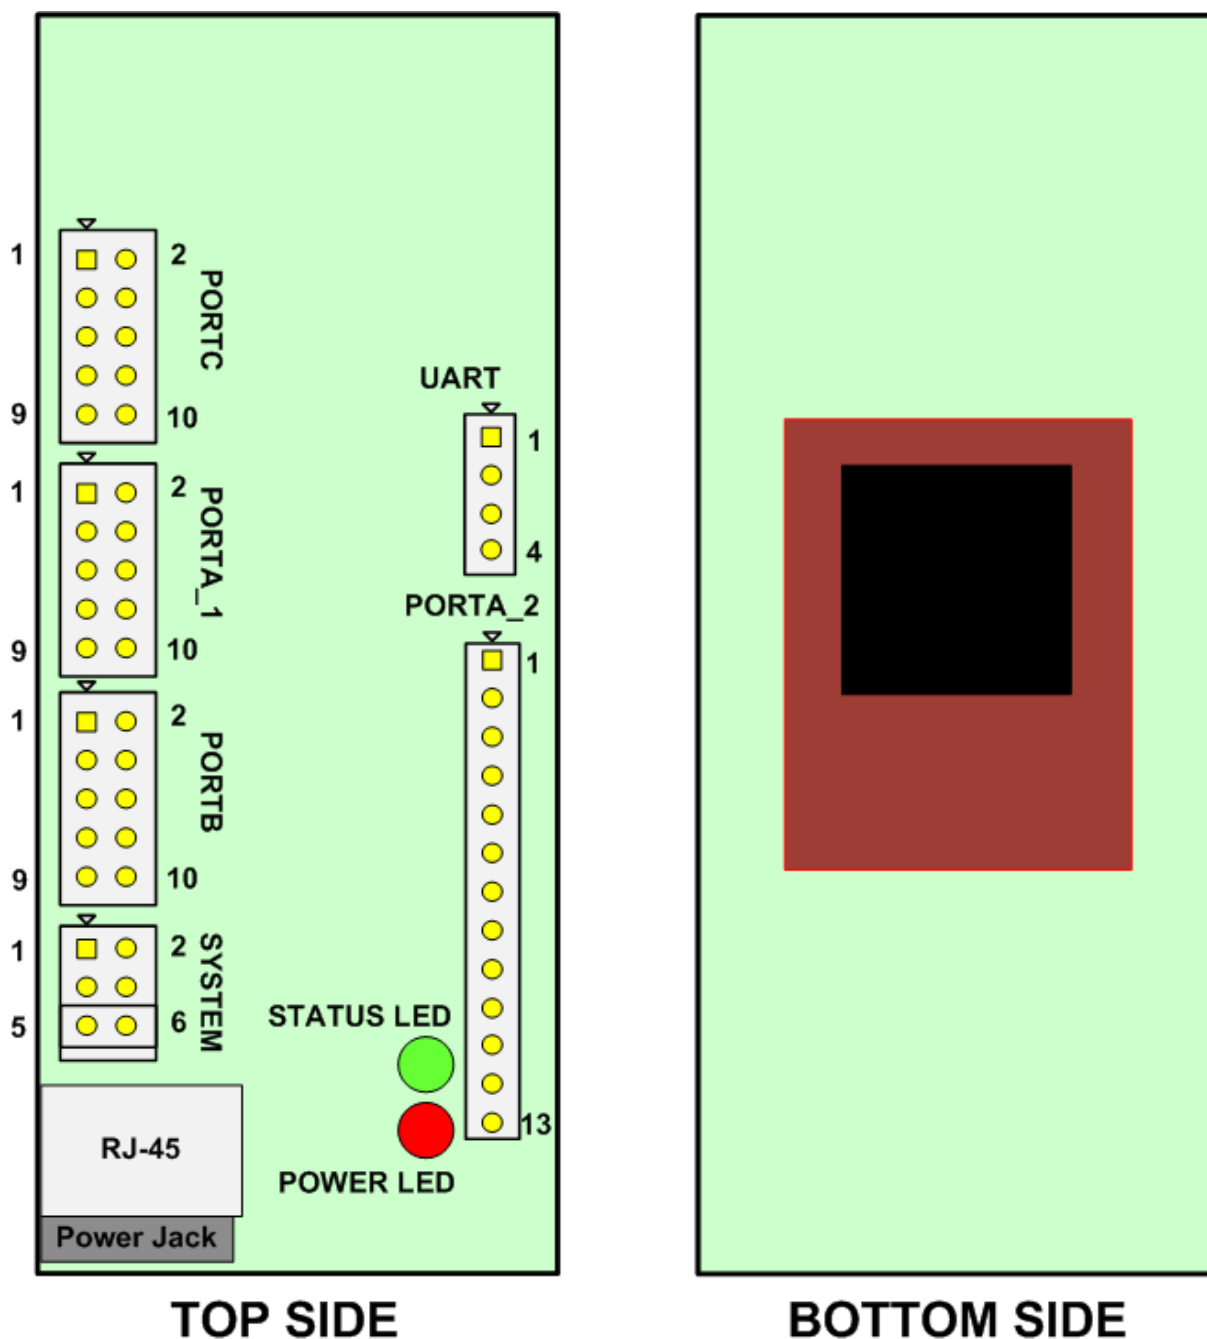 1 2
PORTC
9 10
UART
1
4
1 2
PORTA_1
9 10
PORTA_2
1
13
1 2
PORTB
9 10
1 2
SYSTEM
5 6
STATUS LED
POWER LED
RJ-45
Power Jack
TOP SIDE
BOTTOM SIDE